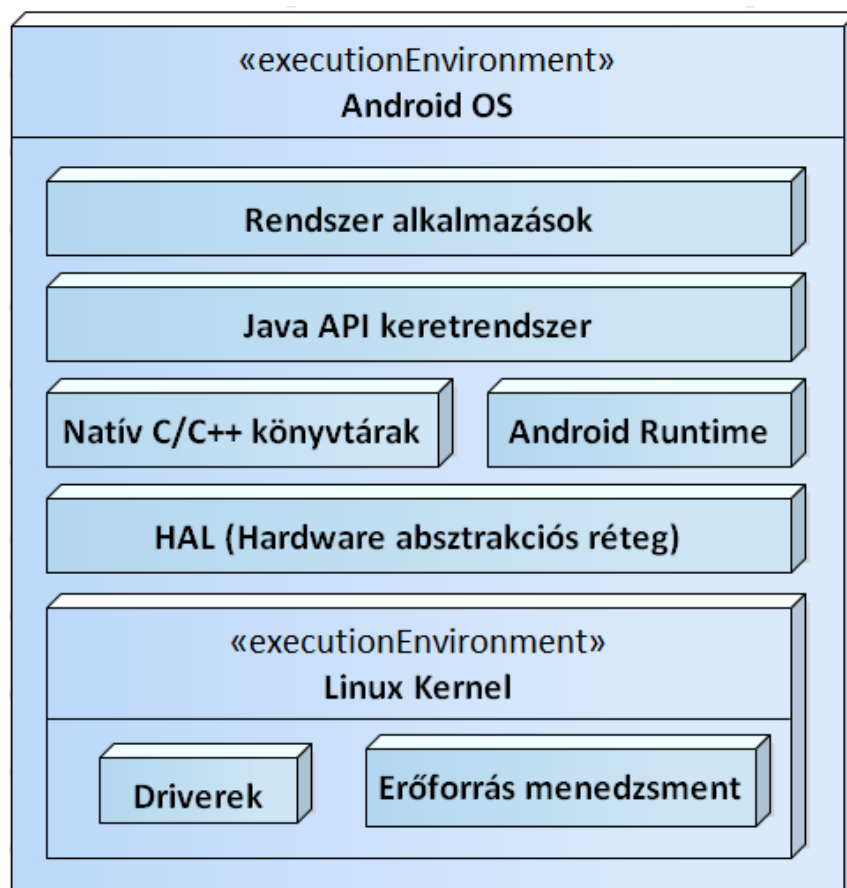 «executionEnvironment»
Android OS
Rendszer alkalmazások
Java API keretrendszer
Natív C/C++ könyvtárak
Android Runtime
HAL (Hardware absztrakciós réteg)
«executionEnvironment»
Linux Kernel
Driverek
Erőforrás menedzsment